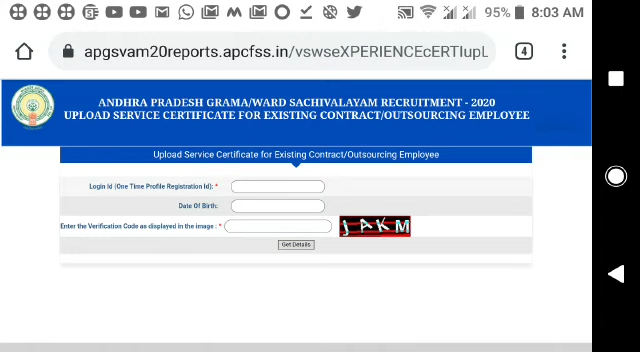 95% 8:03 AM
apgsvam20reports.apcfss.in/vswseXPERIENCEcERTIupL
4
ANDHRA PRADESH GRAMA/WARD SACHIVALAYAM RECRUITMENT - 2020
UPLOAD SERVICE CERTIFICATE FOR EXISTING CONTRACT/OUTSOURCING EMPLOYEE
Upload Service Certificate for Existing Contract/Outsourcing Employee
Login Id (One Time Profile Registration Id): *
Date Of Birth:
Enter the Verification Code as displayed in the image : * JAKM
Get Details